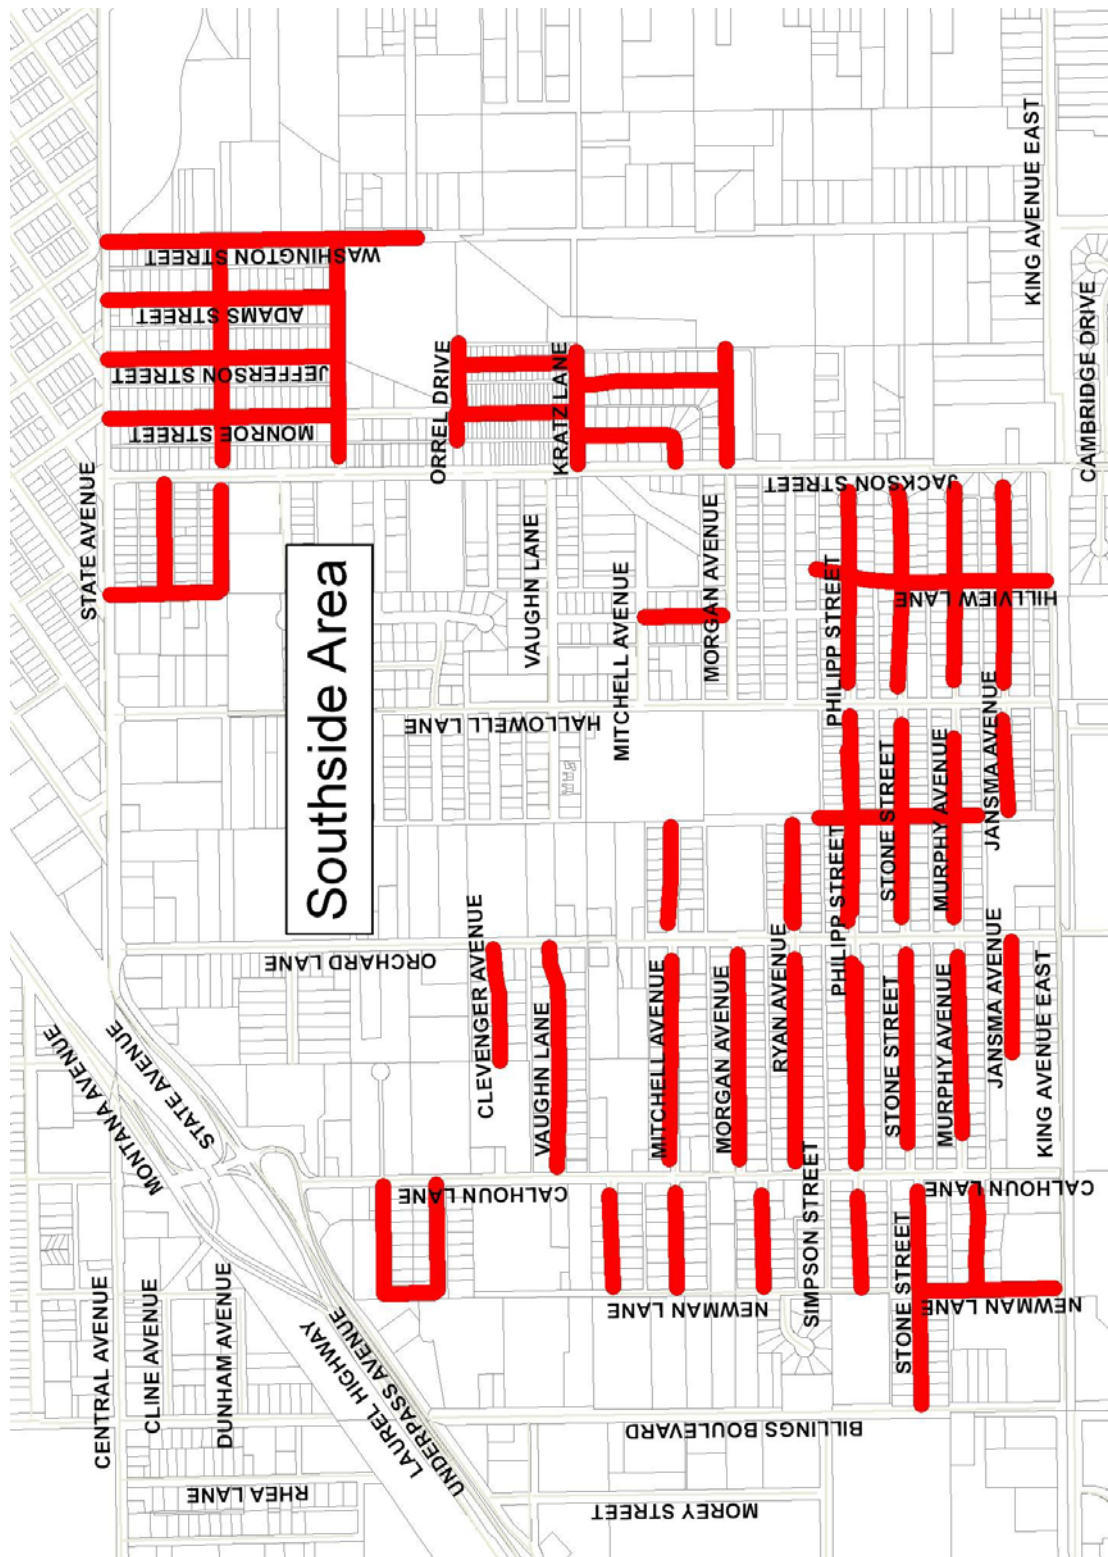 CENTRAL AVENUE
MONTANA AVENUE
STATE AVENUE
STATE AVENUE
CLINE AVENUE
DUNHAM AVENUE
RHEA LANE
LAUREL HIGHWAY
UNDERPASS AVENUE
MONROE STREET
JEFFERSON STREET
ADAMS STREET
WASHINGTON STREET
Southside Area
ORCHARD LANE
CALHOUN LANE
HALLOWELL LANE
ORREL DRIVE
CLEVENGER AVENUE
VAUGHN LANE
VAUGHN LANE
KRATZ LANE
MOREY STREET
BILLINGS BOULEVARD
NEWMAN LANE
MITCHELL AVENUE
MITCHELL AVENUE
MORGAN AVENUE
MORGAN AVENUE
RYAN AVENUE
JACKSON STREET
SIMPSON STREET
PHILIPP STREET
PHILIPP STREET
STONE STREET
STONE STREET
STONE STREET
MURPHY AVENUE
MURPHY AVENUE
NEWMAN LANE
CALHOUN LANE
HILLVIEW LANE
JANSMA AVENUE
JANSMA AVENUE
KING AVENUE EAST
KING AVENUE EAST
CAMBRIDGE DRIVE